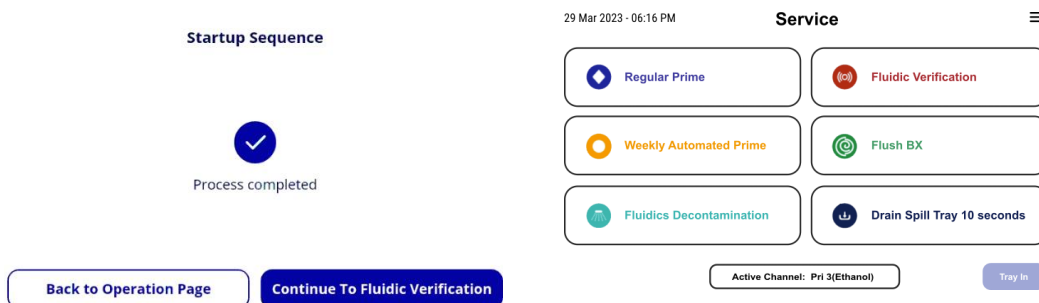 Startup Sequence
Process completed
Back to Operation Page
Continue To Fluidic Verification
29 Mar 2023 - 06:16 PM
Service
Regular Prime
Fluidic Verification
Weekly Automated Prime
Flush BX
Fluidics Decontamination
Drain Spill Tray 10 seconds
Active Channel: Pri 3(Ethanol)
Tray In